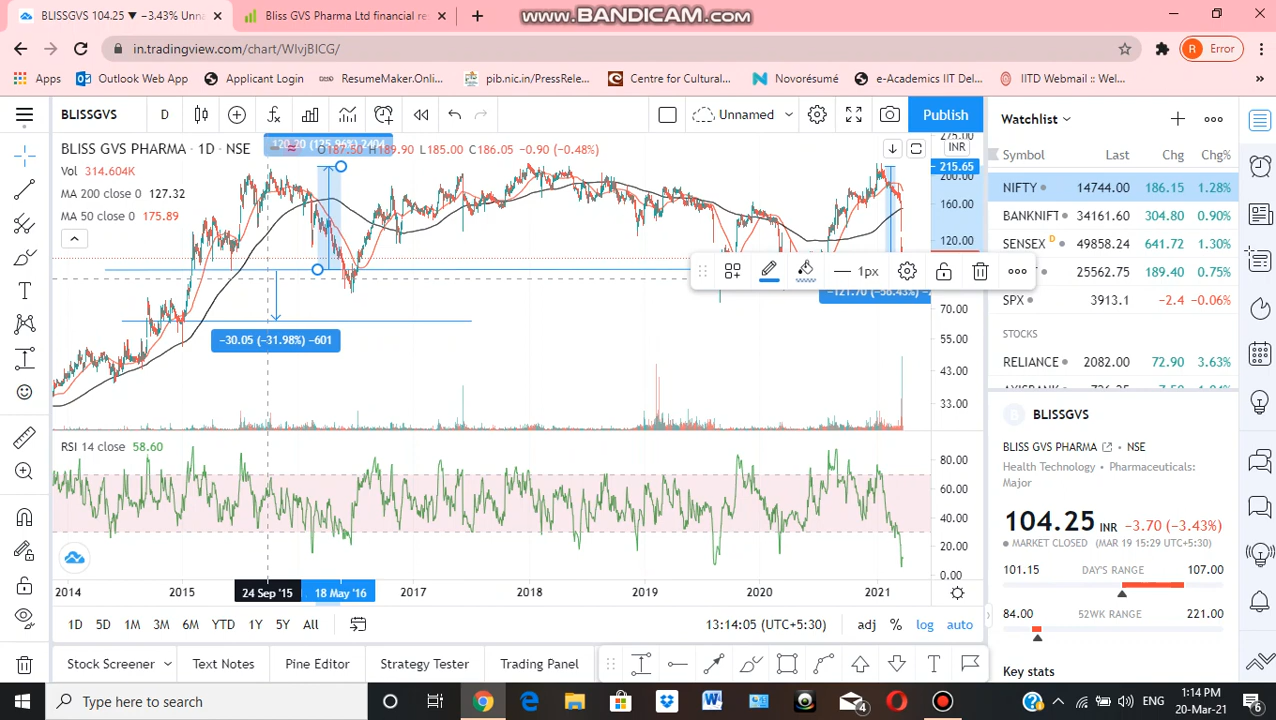 BLISSGVS 104.25 ▼ −3.43% Unna
Bliss GVS Pharma Ltd financial re
www.BANDICAM.com
in.tradingview.com/chart/WIvjBICG/
R Error
Apps
Outlook Web App
Applicant Login
ResumeMaker.Onli...
pib.nic.in/PressRele...
Centre for Cultural...
Novorésumé
e-Academics IIT Del...
IITD Webmail :: Wel...
»
BLISSGVS
D
Unnamed
Publish
Watchlist
BLISS GVS PHARMA · 1D · NSE
O187.50 H189.90 L185.00 C186.05 −0.90 (−0.48%)
Vol 314.604K
MA 200 close 0 127.32
MA 50 close 0 175.89
275.00
INR
215.65
200.00
160.00
120.00
70.00
55.00
43.00
33.00
−30.05 (−31.98%) −601
1px
RSI 14 close 58.60
80.00
60.00
40.00
20.00
0.00
2014
2015
24 Sep '15
18 May '16
2017
2018
2019
2020
2021
1D
5D
1M
3M
6M
YTD
1Y
5Y
All
13:14:05 (UTC+5:30)
adj
%
log
auto
Stock Screener
Text Notes
Pine Editor
Strategy Tester
Trading Panel
Symbol Last Chg Chg%
NIFTY 14744.00 186.15 1.28%
BANKNIFT 34161.60 304.80 0.90%
SENSEX D 49858.24 641.72 1.30%
25562.75 189.40 0.75%
SPX 3913.1 −2.4 −0.06%
STOCKS
RELIANCE 2082.00 72.90 3.63%
BLISSGVS
BLISS GVS PHARMA • NSE
Health Technology • Pharmaceuticals:
Major
104.25 INR −3.70 (−3.43%)
MARKET CLOSED (MAR 19 15:29 UTC+5:30)
101.15 DAY'S RANGE 107.00
84.00 52WK RANGE 221.00
Key stats
Type here to search
4
ENG
1:14 PM
20-Mar-21
6